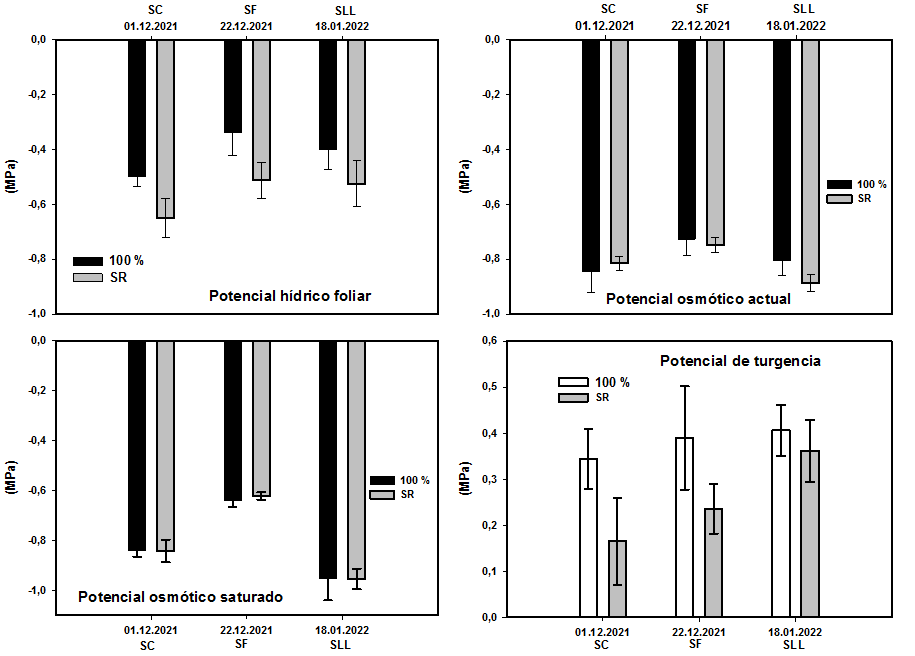 SC SF SLL
01.12.2021 22.12.2021 18.01.2022
0,0
-0,2
-0,4
-0,6
-0,8
-1,0
(MPa)
100 %
SR
Potencial hídrico foliar
SC SF SLL
01.12.2021 22.12.2021 18.01.2022
0,0
-0,2
-0,4
-0,6
-0,8
-1,0
(MPa)
100 %
SR
Potencial osmótico actual
0,0
-0,2
-0,4
-0,6
-0,8
-1,0
(MPa)
100 %
SR
Potencial osmótico saturado
01.12.2021 22.12.2021 18.01.2022
SC SF SLL
0,6
0,5
0,4
0,3
0,2
0,1
0,0
(MPa)
Potencial de turgencia
100 %
SR
01.12.2021 22.12.2021 18.01.2022
SC SF SLL